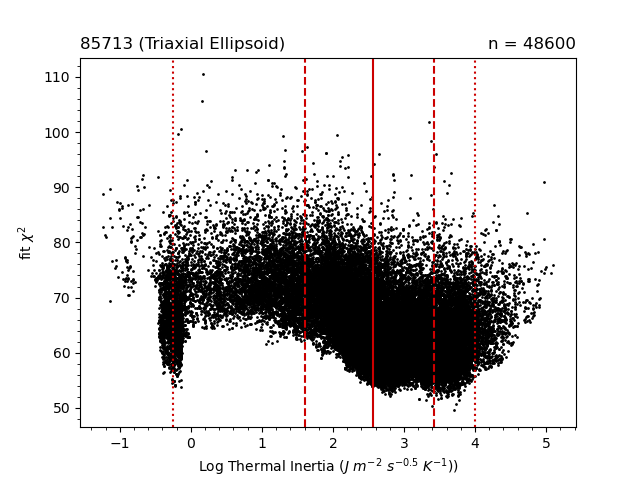 85713 (Triaxial Ellipsoid)
n = 48600
fit χ²
110
100
90
80
70
60
50
−1 0 1 2 3 4 5
Log Thermal Inertia (J m⁻² s⁻⁰·⁵ K⁻¹))